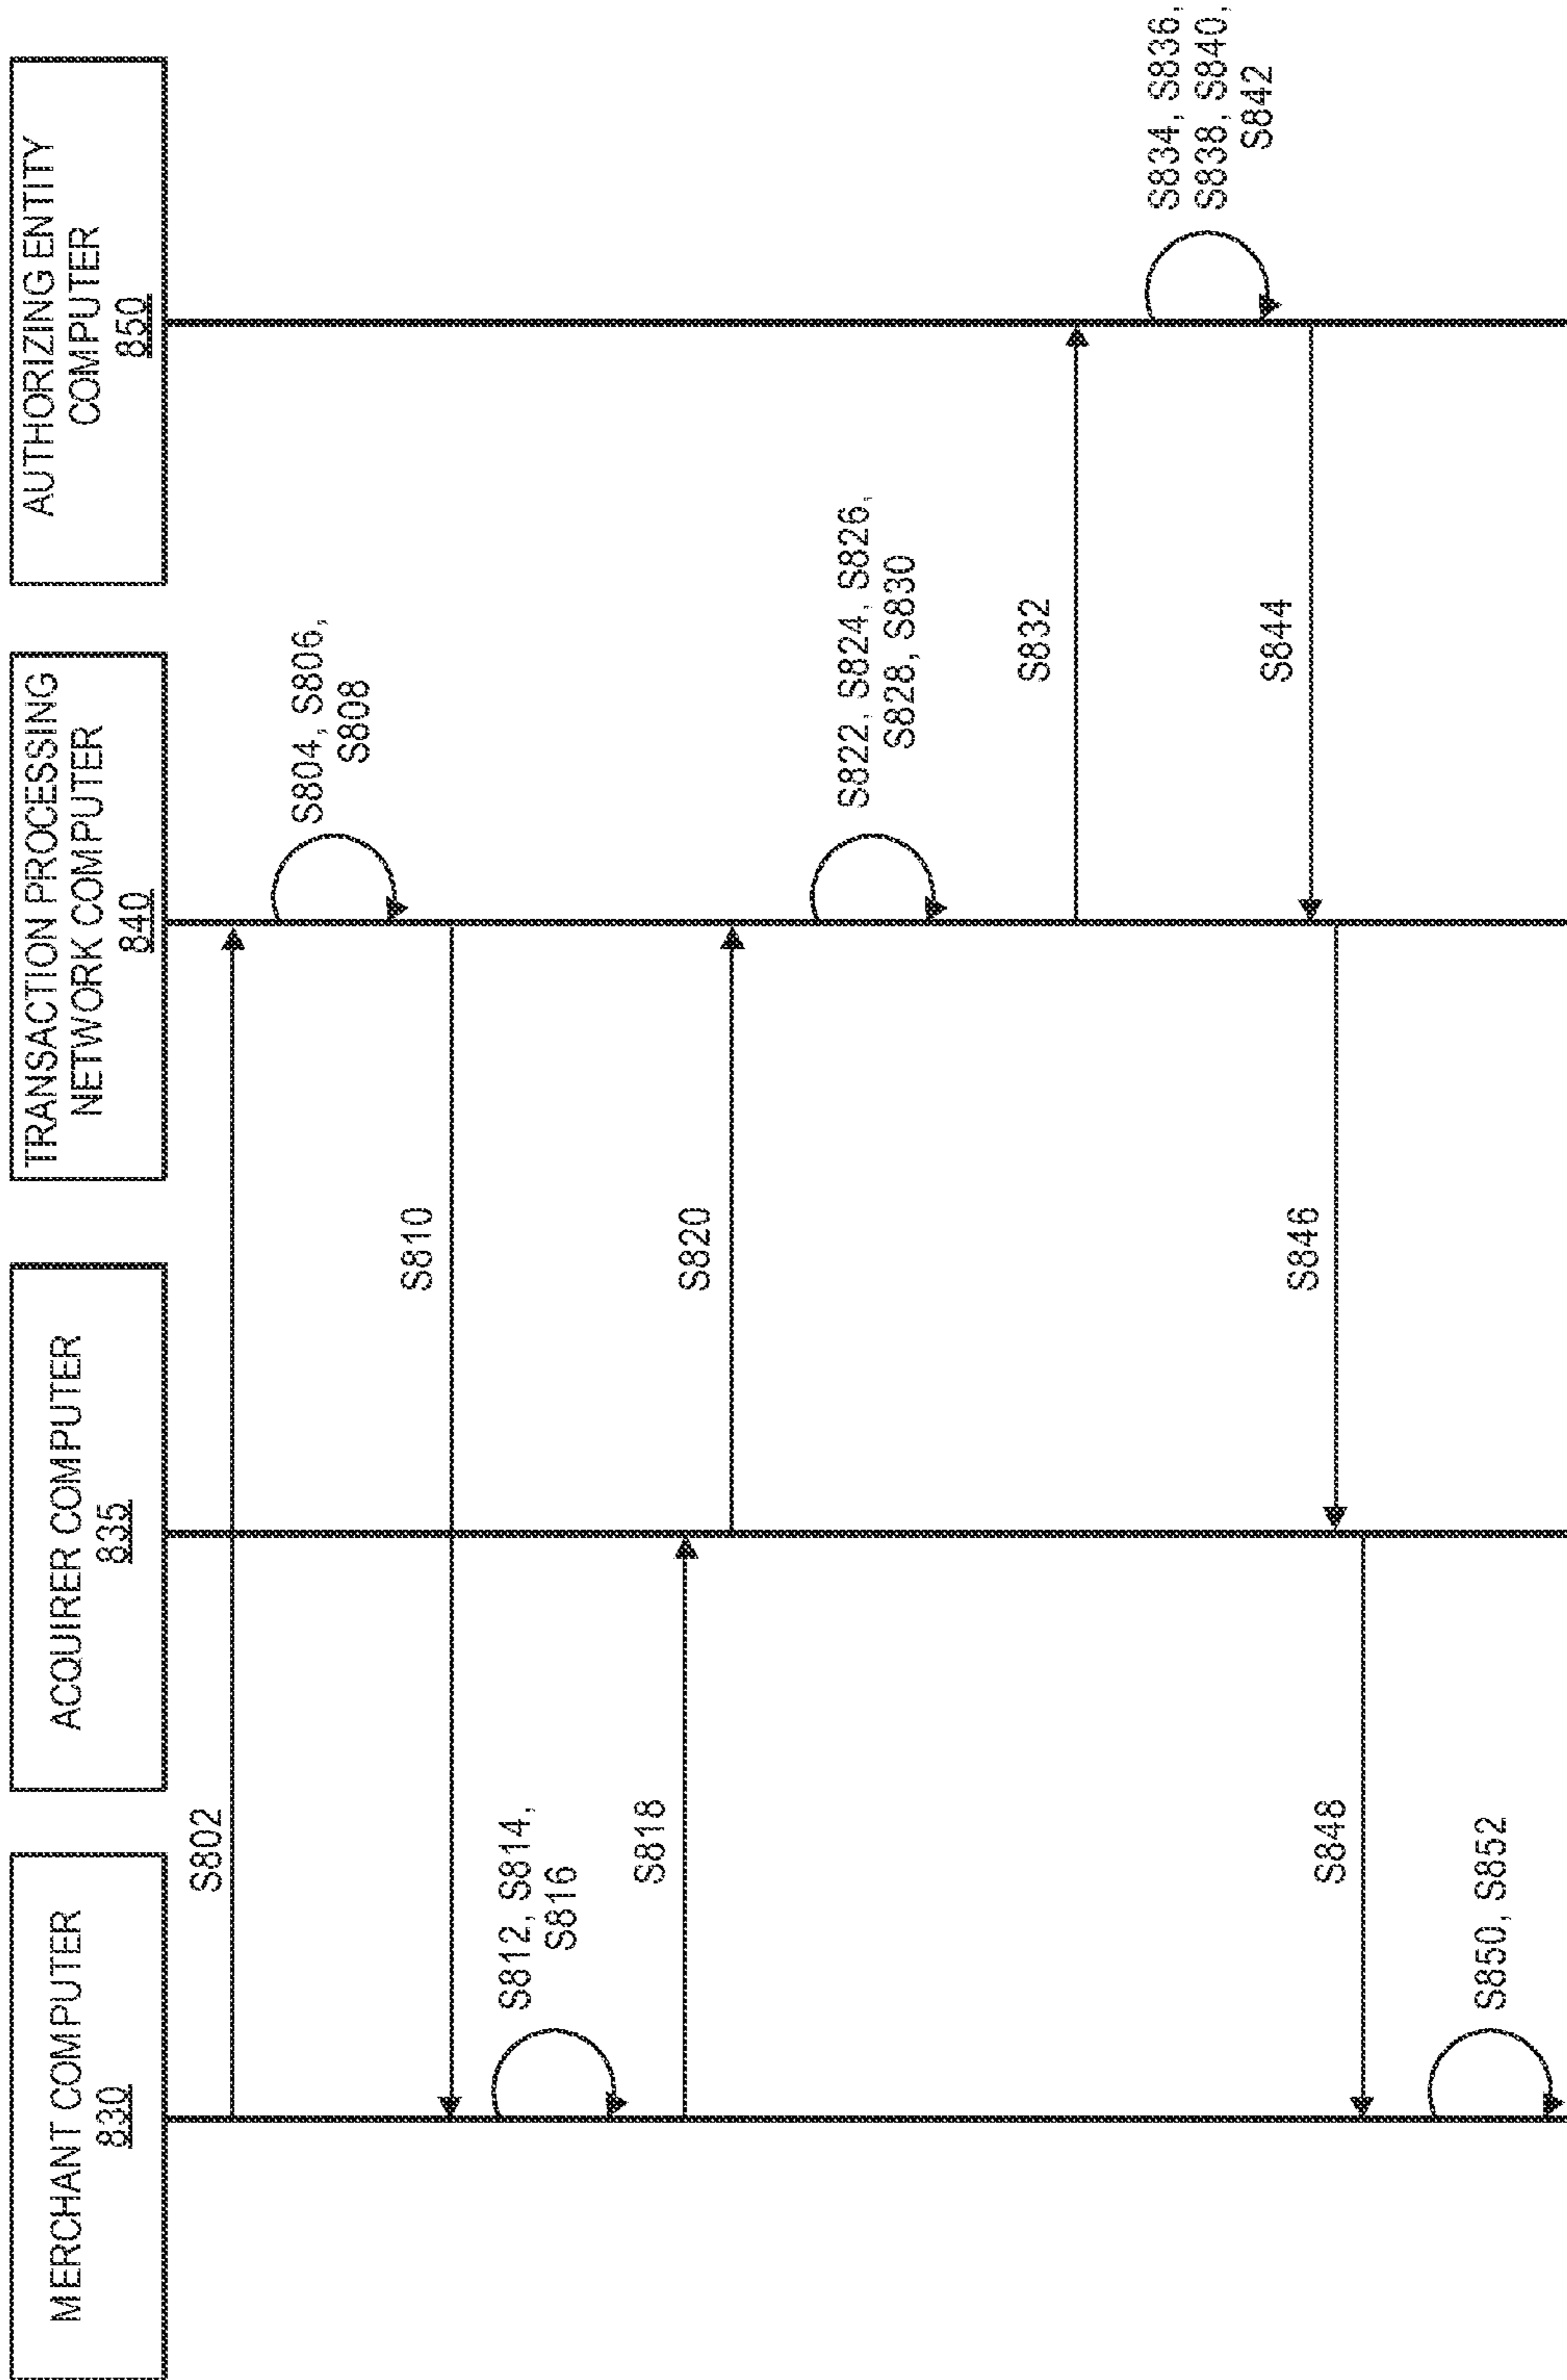 MERCHANT COMPUTER
830
ACQUIRER COMPUTER
835
TRANSACTION PROCESSING
NETWORK COMPUTER
840
AUTHORIZING ENTITY
COMPUTER
850
S802
S804, S806,
S808
S810
S812, S814,
S816
S818
S820
S822, S824, S826,
S828, S830
S832
S834, S836,
S838, S840,
S842
S844
S846
S848
S850, S852